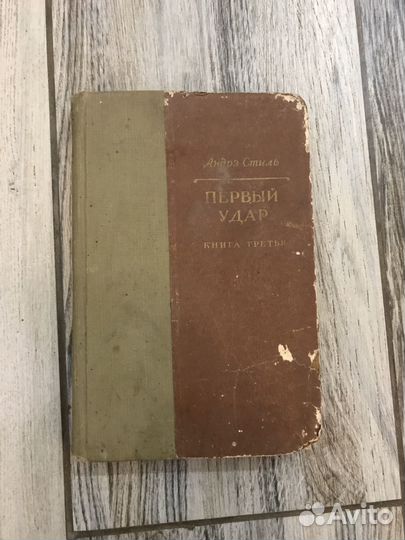 Андрэ Стиль
ПЕРВЫЙ
УДАР
КНИГА ТРЕТЬЯ
Avito